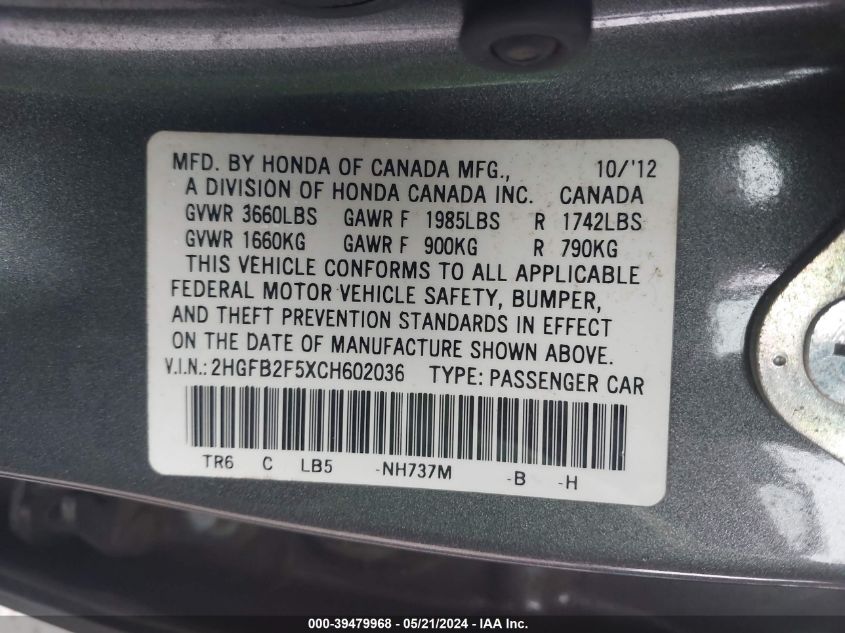 MFD. BY HONDA OF CANADA MFG., 10/'12
A DIVISION OF HONDA CANADA INC. CANADA
GVWR 3660LBS GAWR F 1985LBS R 1742LBS
GVWR 1660KG GAWR F 900KG R 790KG
THIS VEHICLE CONFORMS TO ALL APPLICABLE
FEDERAL MOTOR VEHICLE SAFETY, BUMPER,
AND THEFT PREVENTION STANDARDS IN EFFECT
ON THE DATE OF MANUFACTURE SHOWN ABOVE.
V.I.N.: 2HGFB2F5XCH602036 TYPE: PASSENGER CAR
TR6 C LB5 -NH737M -B -H
000-39479968 - 05/21/2024 - IAA Inc.